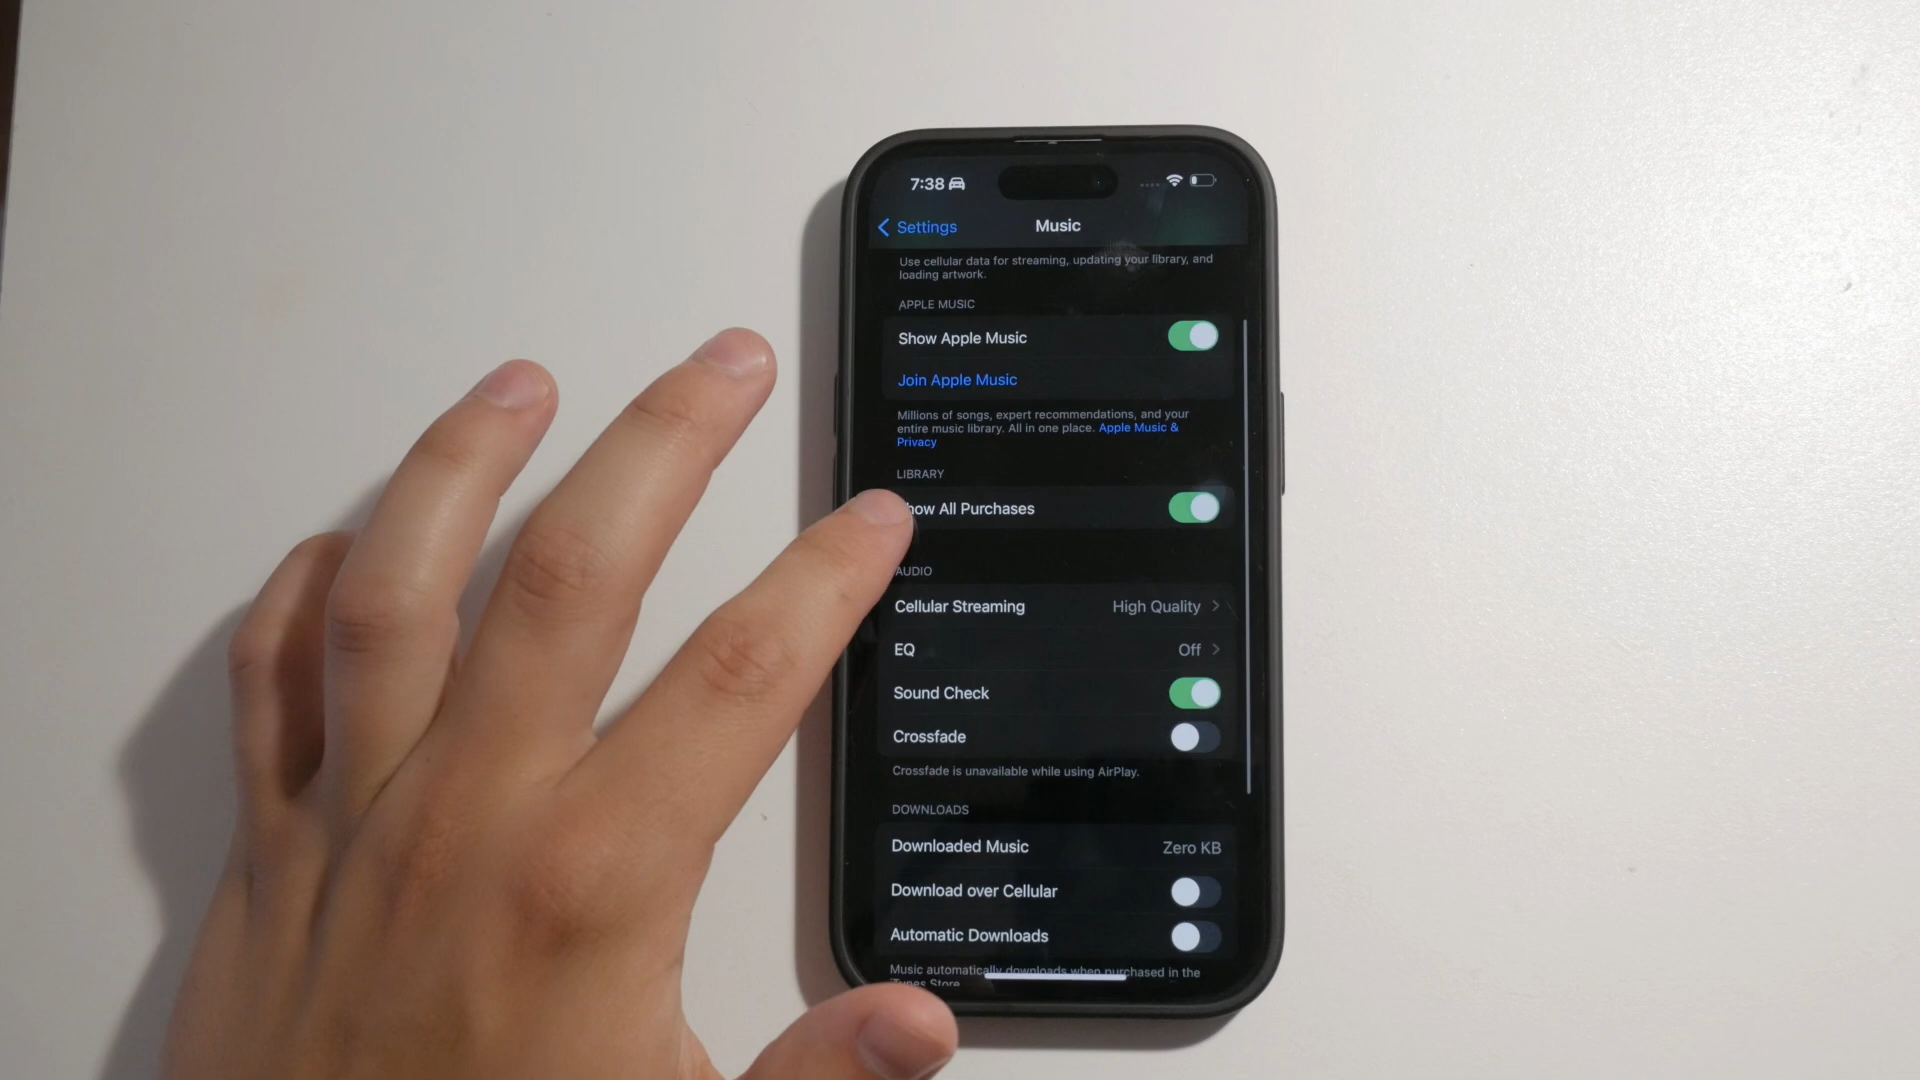 7:38
Settings
Music
Use cellular data for streaming, updating your library, and
loading artwork.
APPLE MUSIC
Show Apple Music
Join Apple Music
Millions of songs, expert recommendations, and your
entire music library. All in one place. Apple Music &
Privacy
LIBRARY
how All Purchases
AUDIO
Cellular Streaming High Quality
EQ Off
Sound Check
Crossfade
Crossfade is unavailable while using AirPlay.
DOWNLOADS
Downloaded Music Zero KB
Download over Cellular
Automatic Downloads
Music automatically downloads when purchased in the
iTunes Store